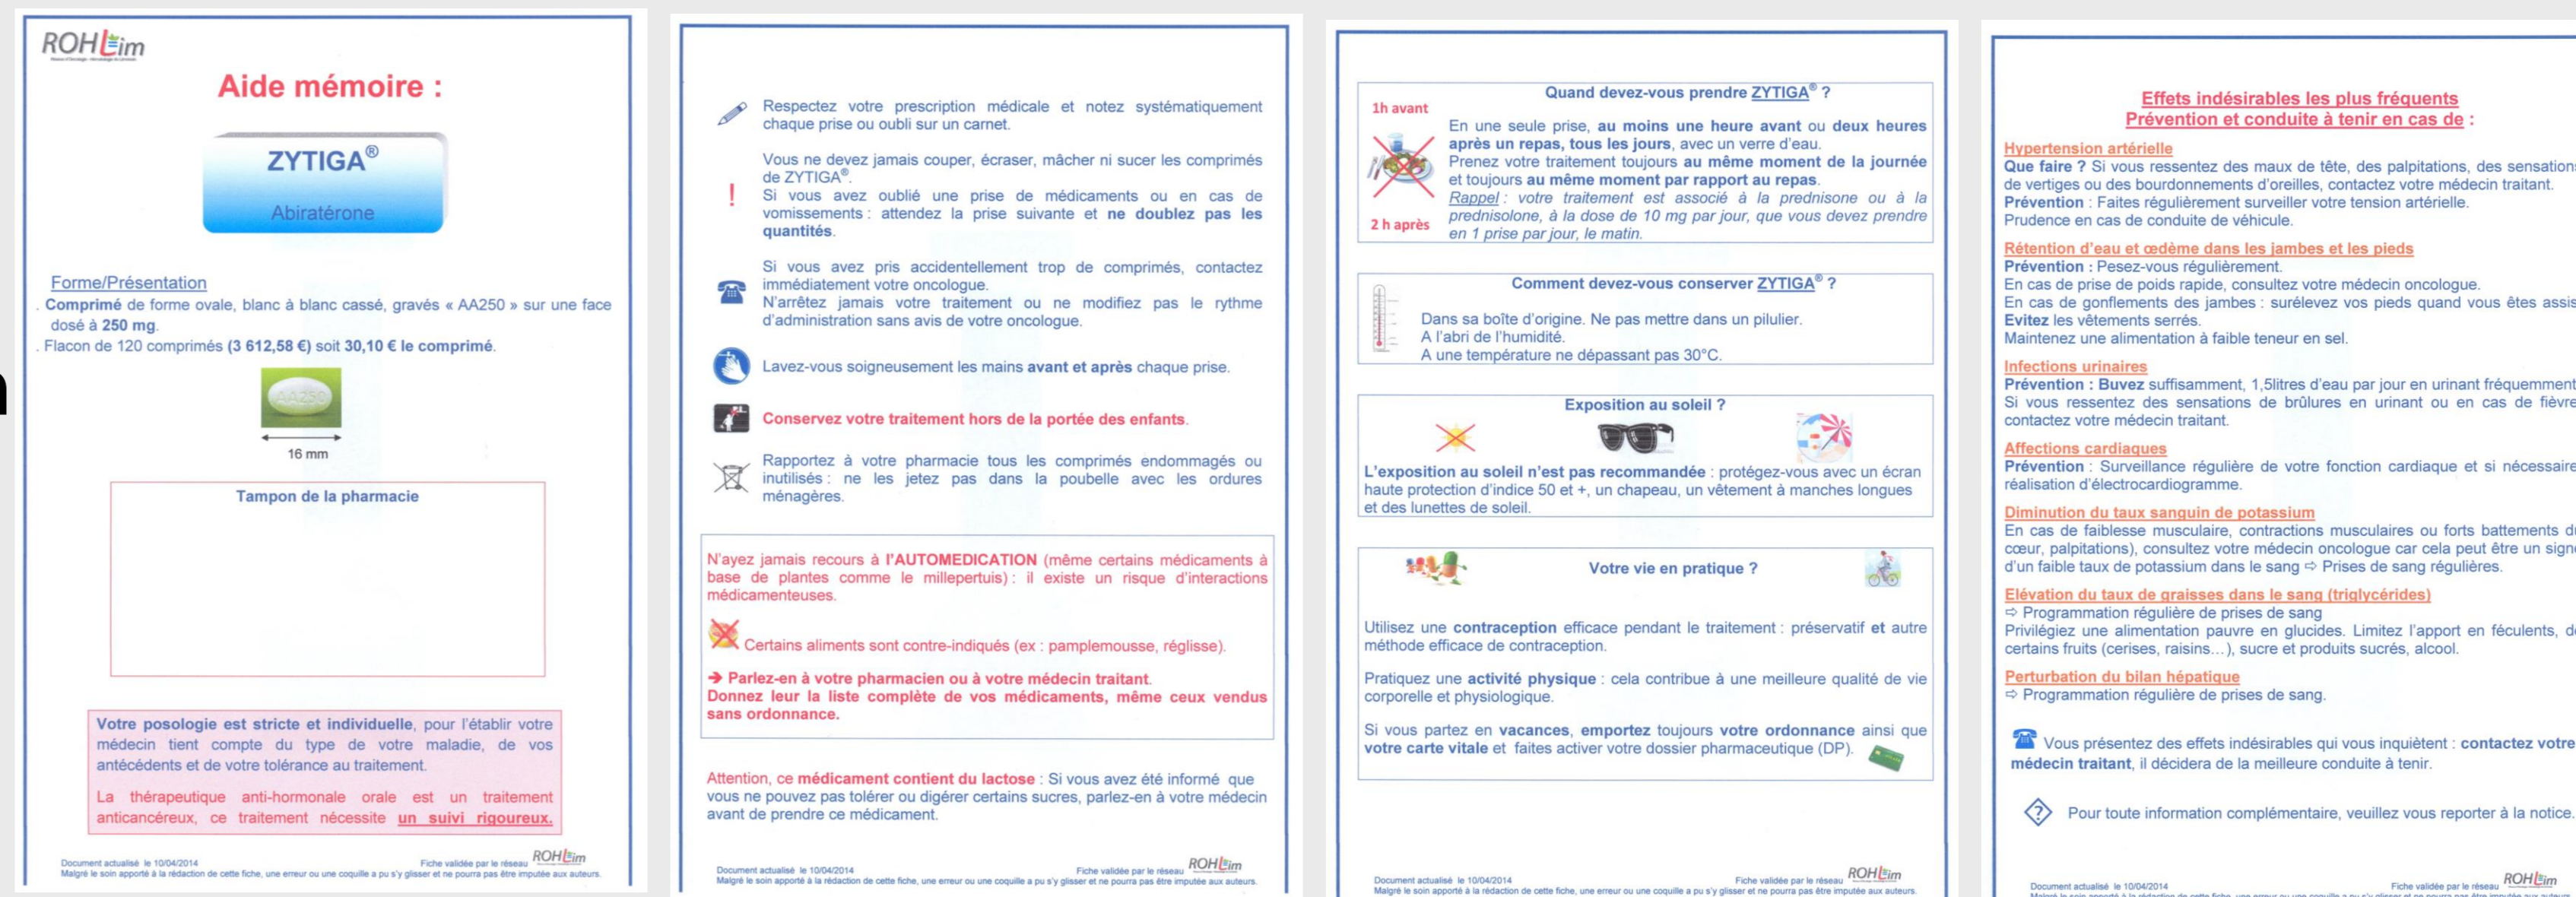 ROHLim
Aide mémoire :
ZYTIGA®
Abiratérone
Forme/Présentation
. Comprimé de forme ovale, blanc à blanc cassé, gravés « AA250 » sur une face
dosé à 250 mg.
. Flacon de 120 comprimés (3 612,58 €) soit 30,10 € le comprimé.
AA250
16 mm
Tampon de la pharmacie
Votre posologie est stricte et individuelle, pour l'établir votre
médecin tient compte du type de votre maladie, de vos
antécédents et de votre tolérance au traitement.
La thérapeutique anti-hormonale orale est un traitement
anticancéreux, ce traitement nécessite un suivi rigoureux.
Document actualisé le 10/04/2014
Fiche validée par le réseau ROHLim
Malgré le soin apporté à la rédaction de cette fiche, une erreur ou une coquille a pu s'y glisser et ne pourra pas être imputée aux auteurs.
Respectez votre prescription médicale et notez systématiquement
chaque prise ou oubli sur un carnet.
Vous ne devez jamais couper, écraser, mâcher ni sucer les comprimés
de ZYTIGA®.
!
Si vous avez oublié une prise de médicaments ou en cas de
vomissements : attendez la prise suivante et ne doublez pas les
quantités.
Si vous avez pris accidentellement trop de comprimés, contactez
immédiatement votre oncologue.
N'arrêtez jamais votre traitement ou ne modifiez pas le rythme
d'administration sans avis de votre oncologue.
Lavez-vous soigneusement les mains avant et après chaque prise.
Conservez votre traitement hors de la portée des enfants.
Rapportez à votre pharmacie tous les comprimés endommagés ou
inutilisés : ne les jetez pas dans la poubelle avec les ordures
ménagères.
N'ayez jamais recours à l'AUTOMEDICATION (même certains médicaments à
base de plantes comme le millepertuis) : il existe un risque d'interactions
médicamenteuses.
Certains aliments sont contre-indiqués (ex : pamplemousse, réglisse).
➔ Parlez-en à votre pharmacien ou à votre médecin traitant.
Donnez leur la liste complète de vos médicaments, même ceux vendus
sans ordonnance.
Attention, ce médicament contient du lactose : Si vous avez été informé que
vous ne pouvez pas tolérer ou digérer certains sucres, parlez-en à votre médecin
avant de prendre ce médicament.
Document actualisé le 10/04/2014
Fiche validée par le réseau ROHLim
Malgré le soin apporté à la rédaction de cette fiche, une erreur ou une coquille a pu s'y glisser et ne pourra pas être imputée aux auteurs.
Quand devez-vous prendre ZYTIGA® ?
1h avant
En une seule prise, au moins une heure avant ou deux heures
après un repas, tous les jours, avec un verre d'eau.
Prenez votre traitement toujours au même moment de la journée
et toujours au même moment par rapport au repas.
Rappel : votre traitement est associé à la prednisone ou à la
prednisolone, à la dose de 10 mg par jour, que vous devez prendre
2 h après
en 1 prise par jour, le matin.
Comment devez-vous conserver ZYTIGA® ?
Dans sa boîte d'origine. Ne pas mettre dans un pilulier.
A l'abri de l'humidité.
A une température ne dépassant pas 30°C.
Exposition au soleil ?
L'exposition au soleil n'est pas recommandée : protégez-vous avec un écran
haute protection d'indice 50 et +, un chapeau, un vêtement à manches longues
et des lunettes de soleil.
Votre vie en pratique ?
Utilisez une contraception efficace pendant le traitement : préservatif et autre
méthode efficace de contraception.
Pratiquez une activité physique : cela contribue à une meilleure qualité de vie
corporelle et physiologique.
Si vous partez en vacances, emportez toujours votre ordonnance ainsi que
votre carte vitale et faites activer votre dossier pharmaceutique (DP).
Document actualisé le 10/04/2014
Fiche validée par le réseau ROHLim
Malgré le soin apporté à la rédaction de cette fiche, une erreur ou une coquille a pu s'y glisser et ne pourra pas être imputée aux auteurs.
Effets indésirables les plus fréquents
Prévention et conduite à tenir en cas de :
Hypertension artérielle
Que faire ? Si vous ressentez des maux de tête, des palpitations, des sensations
de vertiges ou des bourdonnements d'oreilles, contactez votre médecin traitant.
Prévention : Faites régulièrement surveiller votre tension artérielle.
Prudence en cas de conduite de véhicule.
Rétention d'eau et œdème dans les jambes et les pieds
Prévention : Pesez-vous régulièrement.
En cas de prise de poids rapide, consultez votre médecin oncologue.
En cas de gonflements des jambes : surélevez vos pieds quand vous êtes assis
Evitez les vêtements serrés.
Maintenez une alimentation à faible teneur en sel.
Infections urinaires
Prévention : Buvez suffisamment, 1,5litres d'eau par jour en urinant fréquemment
Si vous ressentez des sensations de brûlures en urinant ou en cas de fièvre
contactez votre médecin traitant.
Affections cardiaques
Prévention : Surveillance régulière de votre fonction cardiaque et si nécessaire
réalisation d'électrocardiogramme.
Diminution du taux sanguin de potassium
En cas de faiblesse musculaire, contractions musculaires ou forts battements du
cœur, palpitations), consultez votre médecin oncologue car cela peut être un signe
d'un faible taux de potassium dans le sang ⇨ Prises de sang régulières.
Elévation du taux de graisses dans le sang (triglycérides)
⇨ Programmation régulière de prises de sang
Privilégiez une alimentation pauvre en glucides. Limitez l'apport en féculents, de
certains fruits (cerises, raisins...), sucre et produits sucrés, alcool.
Perturbation du bilan hépatique
⇨ Programmation régulière de prises de sang.
Vous présentez des effets indésirables qui vous inquiètent : contactez votre
médecin traitant, il décidera de la meilleure conduite à tenir.
? Pour toute information complémentaire, veuillez vous reporter à la notice.
Document actualisé le 10/04/2014
Fiche validée par le réseau ROHLim
Malgré le soin apporté à la rédaction de cette fiche, une erreur ou une coquille a pu s'y glisser et ne pourra pas être imputée aux auteurs